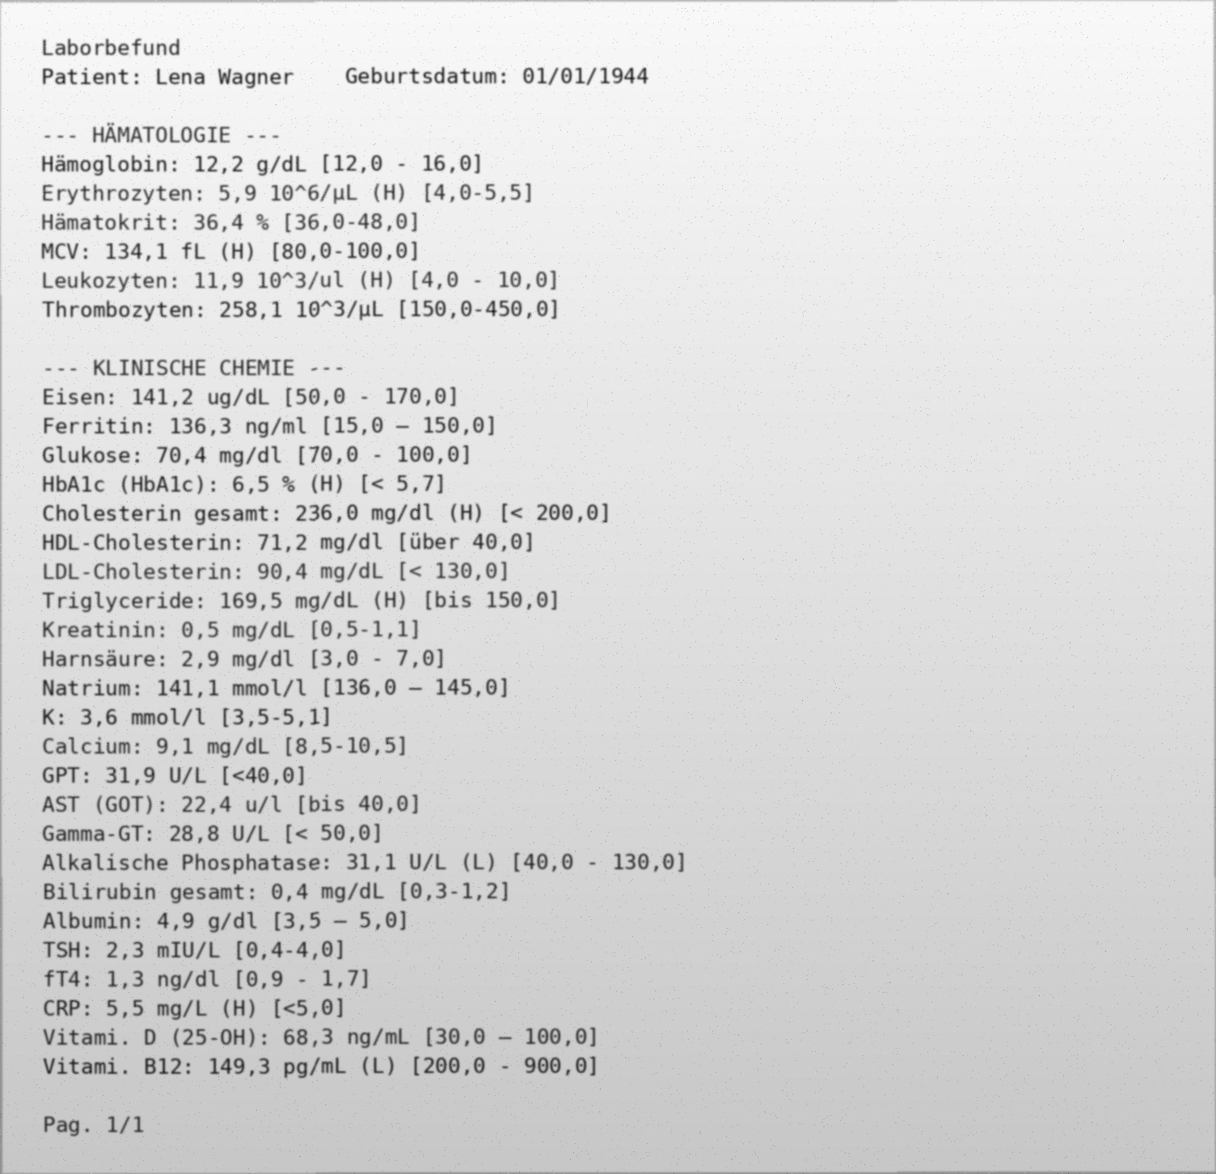 Laborbefund
Patient: Lena Wagner    Geburtsdatum: 01/01/1944
--- HÄMATOLOGIE ---
Hämoglobin: 12,2 g/dL [12,0 - 16,0]
Erythrozyten: 5,9 10^6/µL (H) [4,0-5,5]
Hämatokrit: 36,4 % [36,0-48,0]
MCV: 134,1 fL (H) [80,0-100,0]
Leukozyten: 11,9 10^3/ul (H) [4,0 - 10,0]
Thrombozyten: 258,1 10^3/µL [150,0-450,0]
--- KLINISCHE CHEMIE ---
Eisen: 141,2 ug/dL [50,0 - 170,0]
Ferritin: 136,3 ng/ml [15,0 – 150,0]
Glukose: 70,4 mg/dl [70,0 - 100,0]
HbA1c (HbA1c): 6,5 % (H) [< 5,7]
Cholesterin gesamt: 236,0 mg/dl (H) [< 200,0]
HDL-Cholesterin: 71,2 mg/dl [über 40,0]
LDL-Cholesterin: 90,4 mg/dL [< 130,0]
Triglyceride: 169,5 mg/dL (H) [bis 150,0]
Kreatinin: 0,5 mg/dL [0,5-1,1]
Harnsäure: 2,9 mg/dl [3,0 - 7,0]
Natrium: 141,1 mmol/l [136,0 – 145,0]
K: 3,6 mmol/l [3,5-5,1]
Calcium: 9,1 mg/dL [8,5-10,5]
GPT: 31,9 U/L [<40,0]
AST (GOT): 22,4 u/l [bis 40,0]
Gamma-GT: 28,8 U/L [< 50,0]
Alkalische Phosphatase: 31,1 U/L (L) [40,0 - 130,0]
Bilirubin gesamt: 0,4 mg/dL [0,3-1,2]
Albumin: 4,9 g/dl [3,5 – 5,0]
TSH: 2,3 mIU/L [0,4-4,0]
fT4: 1,3 ng/dl [0,9 - 1,7]
CRP: 5,5 mg/L (H) [<5,0]
Vitami. D (25-OH): 68,3 ng/mL [30,0 – 100,0]
Vitami. B12: 149,3 pg/mL (L) [200,0 - 900,0]
Pag. 1/1